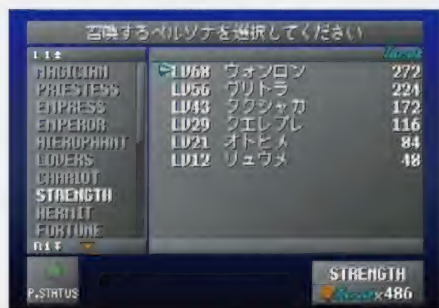 召喚するペルソナを選択してください
L1
MAGICIAN
PRIESTESS
EMPRESS
EMPEROR
HIEROPHANT
LOVERS
CHARIOT
STRENGTH
HERMIT
FORTUNE
R1
LV68 ウォンロン 272
LV56 ヴリトラ 224
LV43 タクシャカ 172
LV29 クエレブレ 116
LV21 オトヒメ 84
LV12 リュウメ 48
P.STATUS
STRENGTH
×486